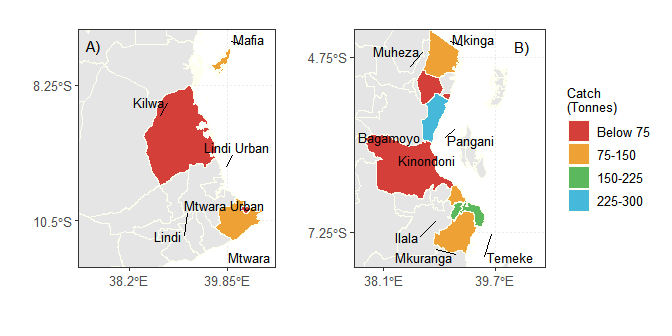 A)
Mafia
8.25°S
Kilwa
Lindi Urban
Mtwara Urban
10.5°S
Lindi
Mtwara
38.2°E
39.85°E
B)
Mkinga
Muheza
4.75°S
Bagamoyo
Pangani
Kinondoni
7.25°S
Ilala
Mkuranga
Temeke
38.1°E
39.7°E
Catch
(Tonnes)
Below 75
75-150
150-225
225-300